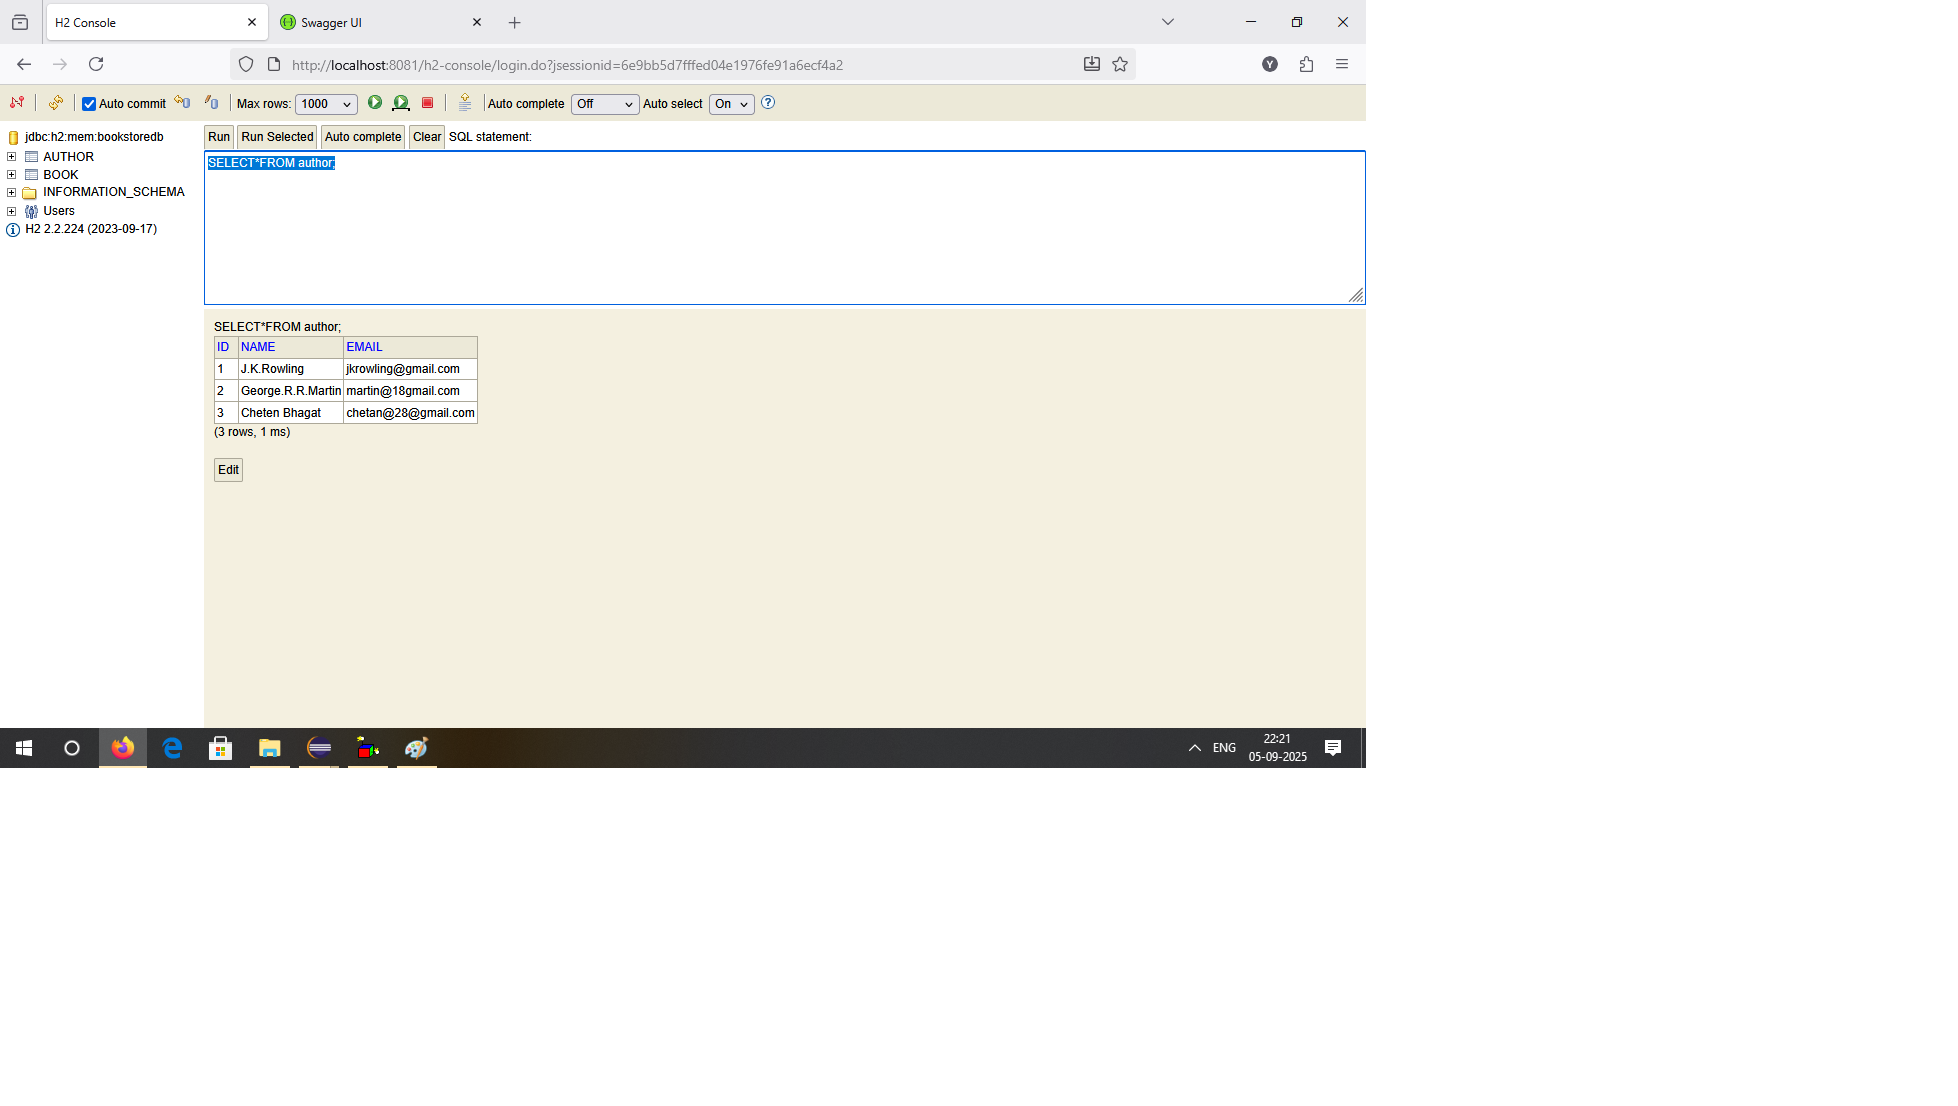 H2 Console
Swagger UI
http://localhost:8081/h2-console/login.do?jsessionid=6e9bb5d7fffed04e1976fe91a6ecf4a2
Y
Auto commit Max rows: 1000 Auto complete Off Auto select On
jdbc:h2:mem:bookstoredb
AUTHOR
BOOK
INFORMATION_SCHEMA
Users
H2 2.2.224 (2023-09-17)
Run Run Selected Auto complete Clear SQL statement:
SELECT*FROM author;
SELECT*FROM author;
ID NAME EMAIL
1 J.K.Rowling jkrowling@gmail.com
2 George.R.R.Martin martin@18gmail.com
3 Cheten Bhagat chetan@28@gmail.com
(3 rows, 1 ms)
Edit
ENG
22:21
05-09-2025